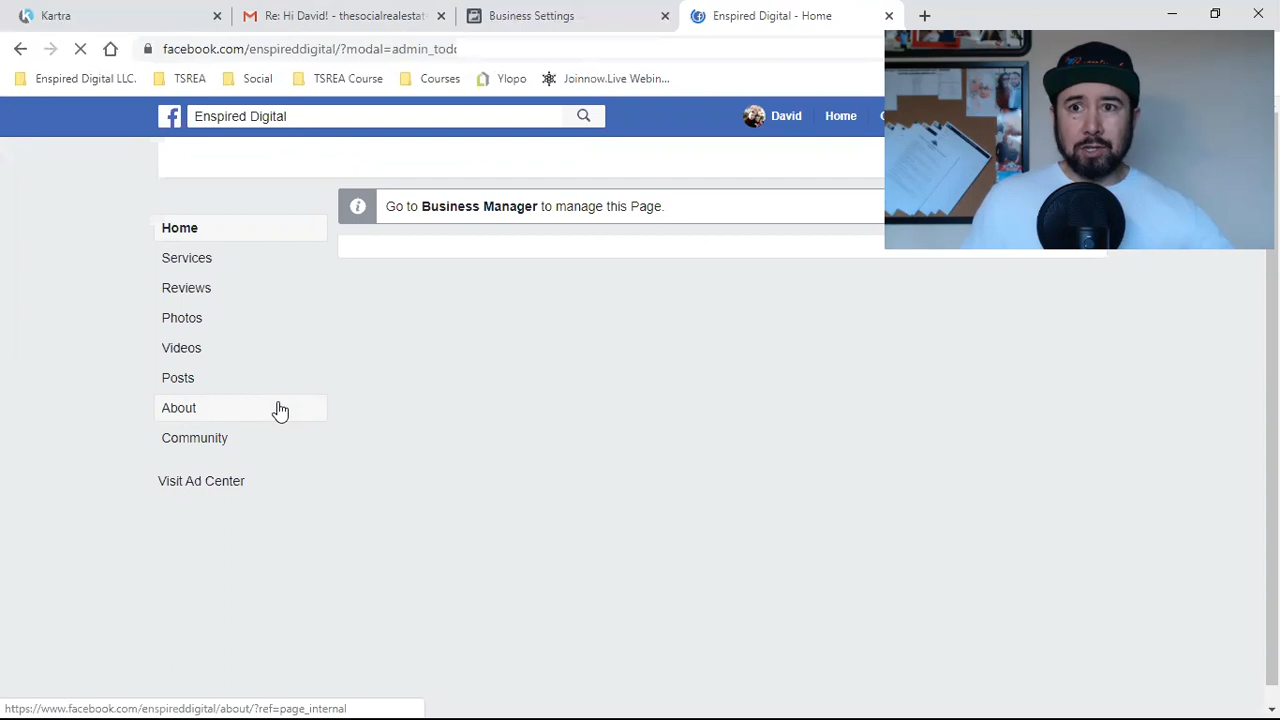 Kartra
Re: Hi David! - thesocialrealestat
Business Settings
Enspired Digital - Home
facebook.com/enspireddigital/?modal=admin_todo
Enspired Digital LLC.
TSREA Social
TSREA Courses
Courses
Ylopo
Joinnow.Live Webin...
Enspired Digital
David
Home
Go to Business Manager to manage this Page.
Home
Services
Reviews
Photos
Videos
Posts
About
Community
Visit Ad Center
https://www.facebook.com/enspireddigital/about/?ref=page_internal